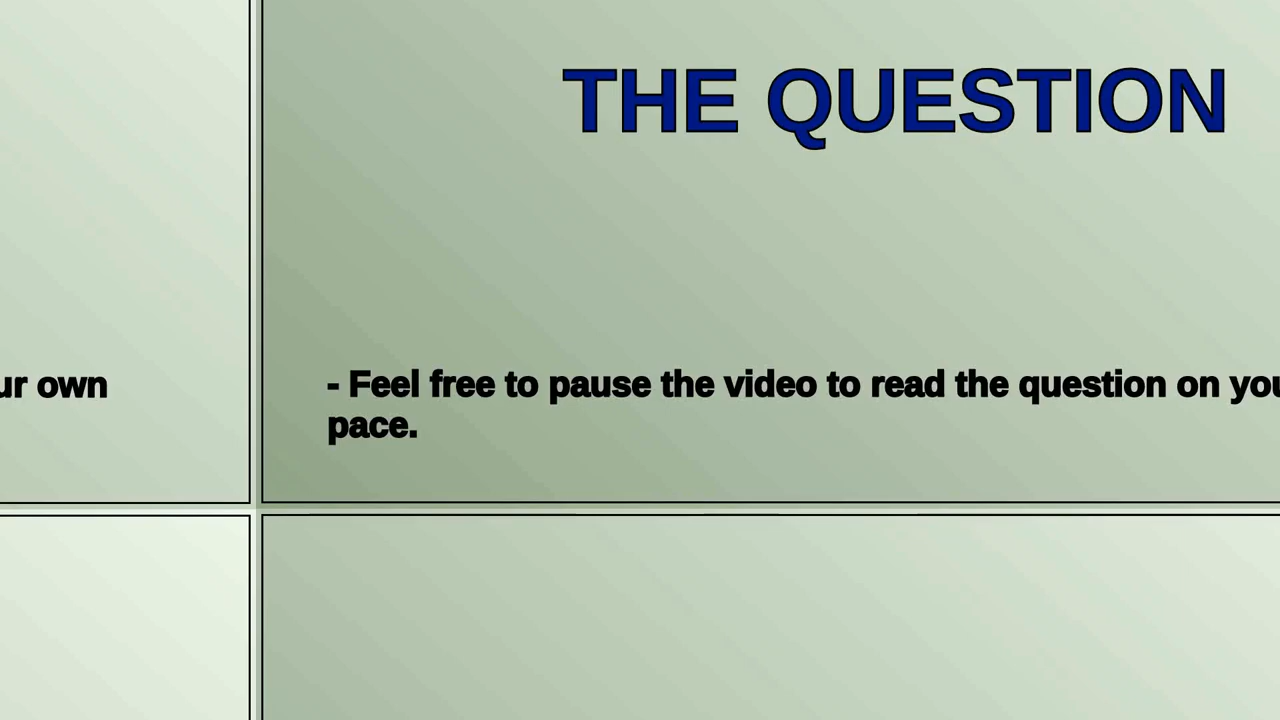 THE QUESTION
ur own
- Feel free to pause the video to read the question on you
pace.